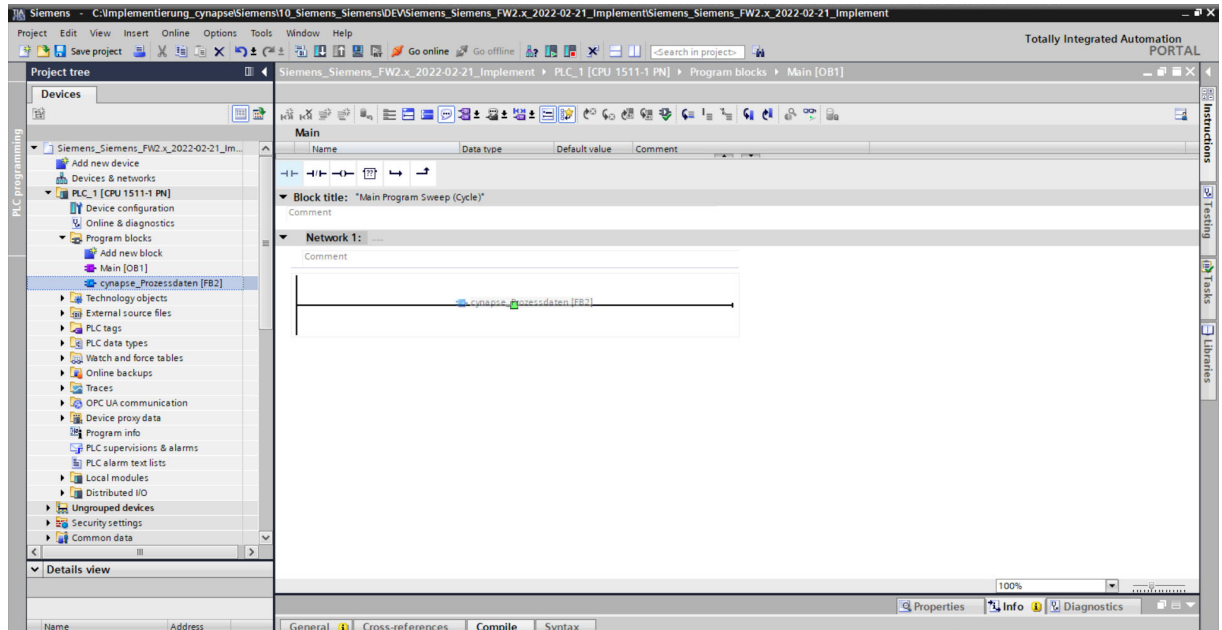 Siemens - C:\Implementierung_cynapse\Siemens\10_Siemens_Siemens\DEV\Siemens_Siemens_FW2.x_2022-02-21_Implement\Siemens_Siemens_FW2.x_2022-02-21_Implement
Project Edit View Insert Online Options Tools Window Help
Totally Integrated Automation
PORTAL
Save project Go online Go offline <Search in project>
Project tree
Siemens_Siemens_FW2.x_2022-02-21_Implement PLC_1 [CPU 1511-1 PN] Program blocks Main [OB1]
Devices
PLC programming
Siemens_Siemens_FW2.x_2022-02-21_Im...
Add new device
Devices & networks
PLC_1 [CPU 1511-1 PN]
Device configuration
Online & diagnostics
Program blocks
Add new block
Main [OB1]
cynapse_Prozessdaten [FB2]
Technology objects
External source files
PLC tags
PLC data types
Watch and force tables
Online backups
Traces
OPC UA communication
Device proxy data
Program info
PLC supervisions & alarms
PLC alarm text lists
Local modules
Distributed I/O
Ungrouped devices
Security settings
Common data
Details view
Name Address
Main
Name Data type Default value Comment
??
Block title: "Main Program Sweep (Cycle)"
Comment
Network 1: .....
Comment
cynapse_Prozessdaten [FB2]
100%
Properties Info Diagnostics
General Cross-references Compile Syntax
Instructions
Testing
Tasks
Libraries